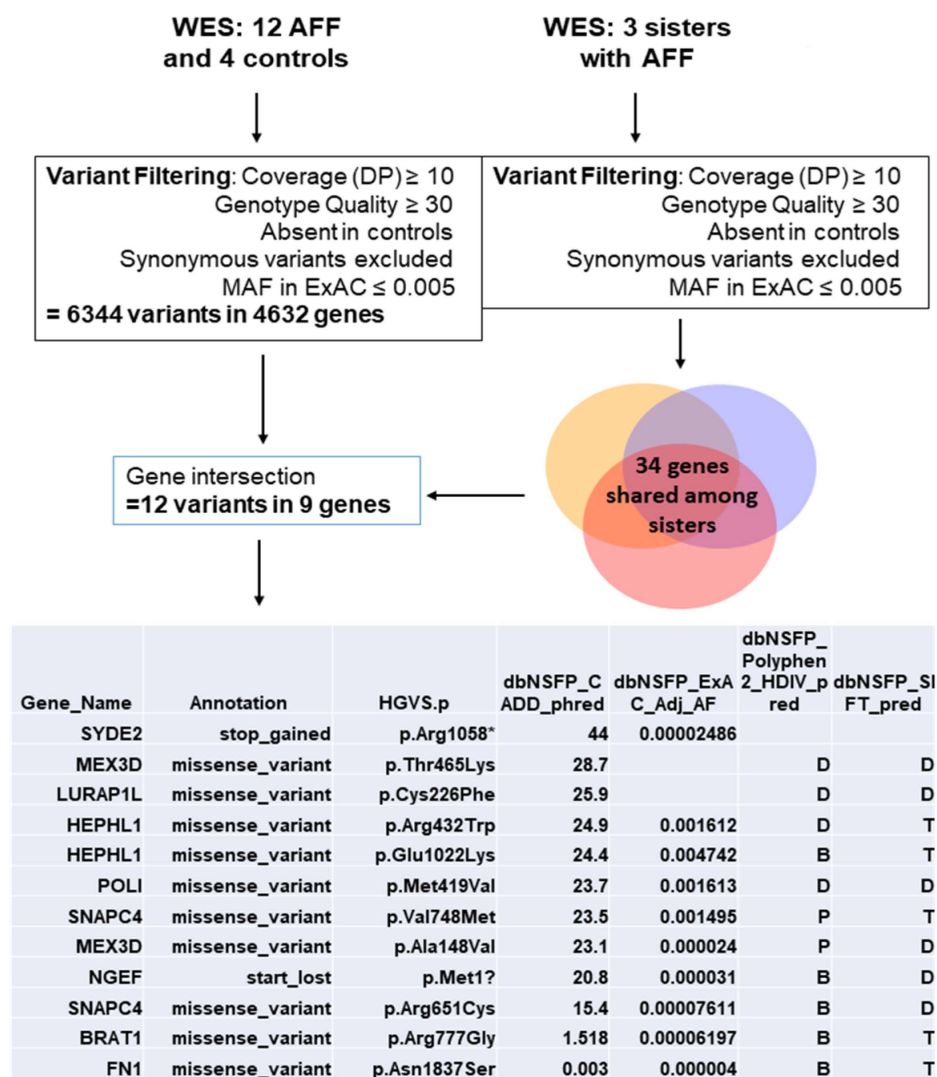 WES: 12 AFF
and 4 controls
WES: 3 sisters
with AFF
Variant Filtering: Coverage (DP) ≥ 10
Genotype Quality ≥ 30
Absent in controls
Synonymous variants excluded
MAF in ExAC ≤ 0.005
= 6344 variants in 4632 genes
Variant Filtering: Coverage (DP) ≥ 10
Genotype Quality ≥ 30
Absent in controls
Synonymous variants excluded
MAF in ExAC ≤ 0.005
34 genes
shared among
sisters
Gene intersection
=12 variants in 9 genes
Gene_Name Annotation HGVS.p dbNSFP_CADD_phred dbNSFP_ExAC_Adj_AF dbNSFP_Polyphen2_HDIV_pred dbNSFP_SIFT_pred
SYDE2 stop_gained p.Arg1058* 44 0.00002486
MEX3D missense_variant p.Thr465Lys 28.7 D D
LURAP1L missense_variant p.Cys226Phe 25.9 D D
HEPHL1 missense_variant p.Arg432Trp 24.9 0.001612 D T
HEPHL1 missense_variant p.Glu1022Lys 24.4 0.004742 B T
POLI missense_variant p.Met419Val 23.7 0.001613 D D
SNAPC4 missense_variant p.Val748Met 23.5 0.001495 P T
MEX3D missense_variant p.Ala148Val 23.1 0.000024 P D
NGEF start_lost p.Met1? 20.8 0.000031 B D
SNAPC4 missense_variant p.Arg651Cys 15.4 0.00007611 B D
BRAT1 missense_variant p.Arg777Gly 1.518 0.00006197 B T
FN1 missense_variant p.Asn1837Ser 0.003 0.000004 B T